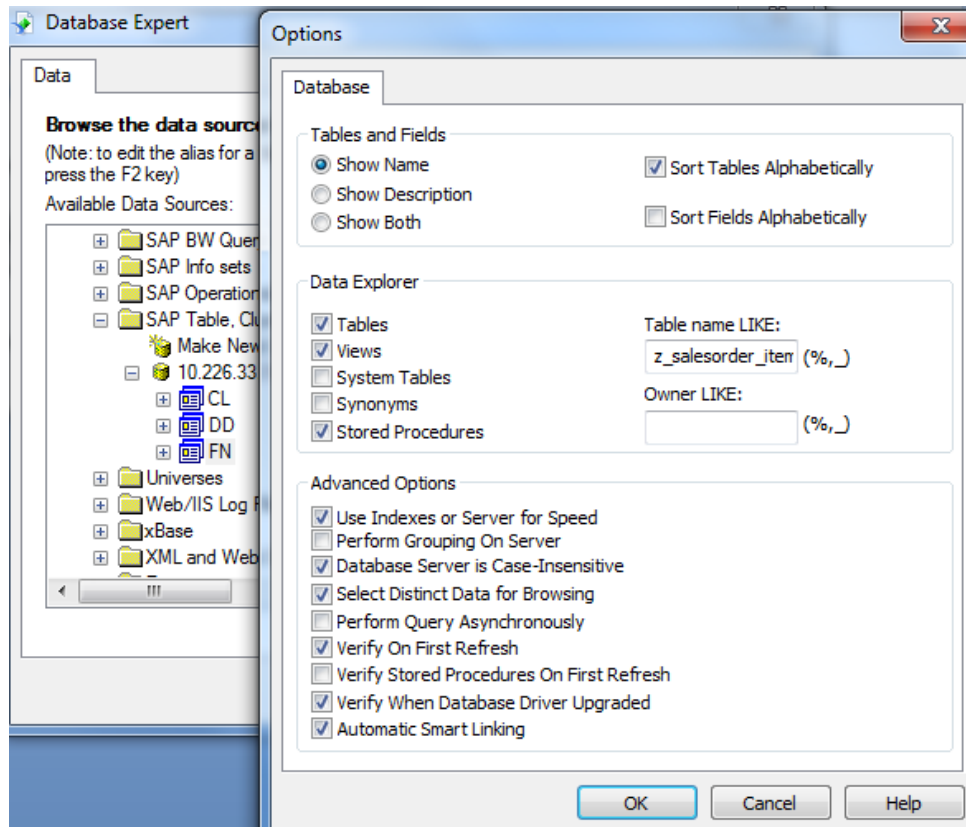 Database Expert
Data
Browse the data source
(Note: to edit the alias for a
press the F2 key)
Available Data Sources:
SAP BW Quer
SAP Info sets
SAP Operation
SAP Table, Clu
Make New
10.226.33
CL
DD
FN
Universes
Web/IIS Log F
xBase
XML and Web
Options
Database
Tables and Fields
Show Name
Sort Tables Alphabetically
Show Description
Show Both
Sort Fields Alphabetically
Data Explorer
Tables
Table name LIKE:
Views
z_salesorder_item (%,_)
System Tables
Synonyms
Owner LIKE:
Stored Procedures
(%,_)
Advanced Options
Use Indexes or Server for Speed
Perform Grouping On Server
Database Server is Case-Insensitive
Select Distinct Data for Browsing
Perform Query Asynchronously
Verify On First Refresh
Verify Stored Procedures On First Refresh
Verify When Database Driver Upgraded
Automatic Smart Linking
OK
Cancel
Help